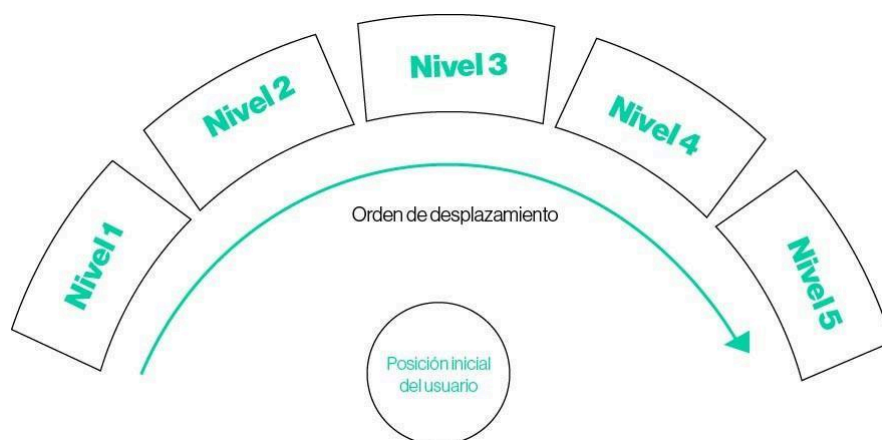 Nivel 1
Nivel 2
Nivel 3
Nivel 4
Nivel 5
Orden de desplazamiento
Posición inicial
del usuario